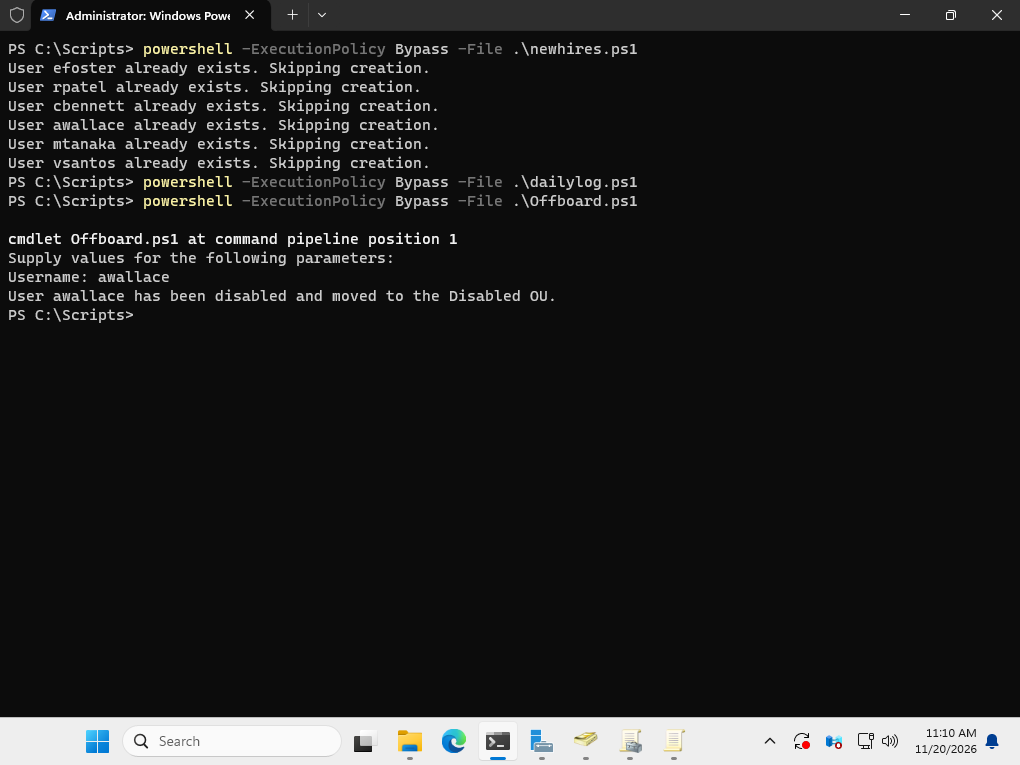 Administrator: Windows Powe
PS C:\Scripts> powershell -ExecutionPolicy Bypass -File .\newhires.ps1
User efoster already exists. Skipping creation.
User rpatel already exists. Skipping creation.
User cbennett already exists. Skipping creation.
User awallace already exists. Skipping creation.
User mtanaka already exists. Skipping creation.
User vsantos already exists. Skipping creation.
PS C:\Scripts> powershell -ExecutionPolicy Bypass -File .\dailylog.ps1
PS C:\Scripts> powershell -ExecutionPolicy Bypass -File .\Offboard.ps1
cmdlet Offboard.ps1 at command pipeline position 1
Supply values for the following parameters:
Username: awallace
User awallace has been disabled and moved to the Disabled OU.
PS C:\Scripts>
Search
11:10 AM
11/20/2026